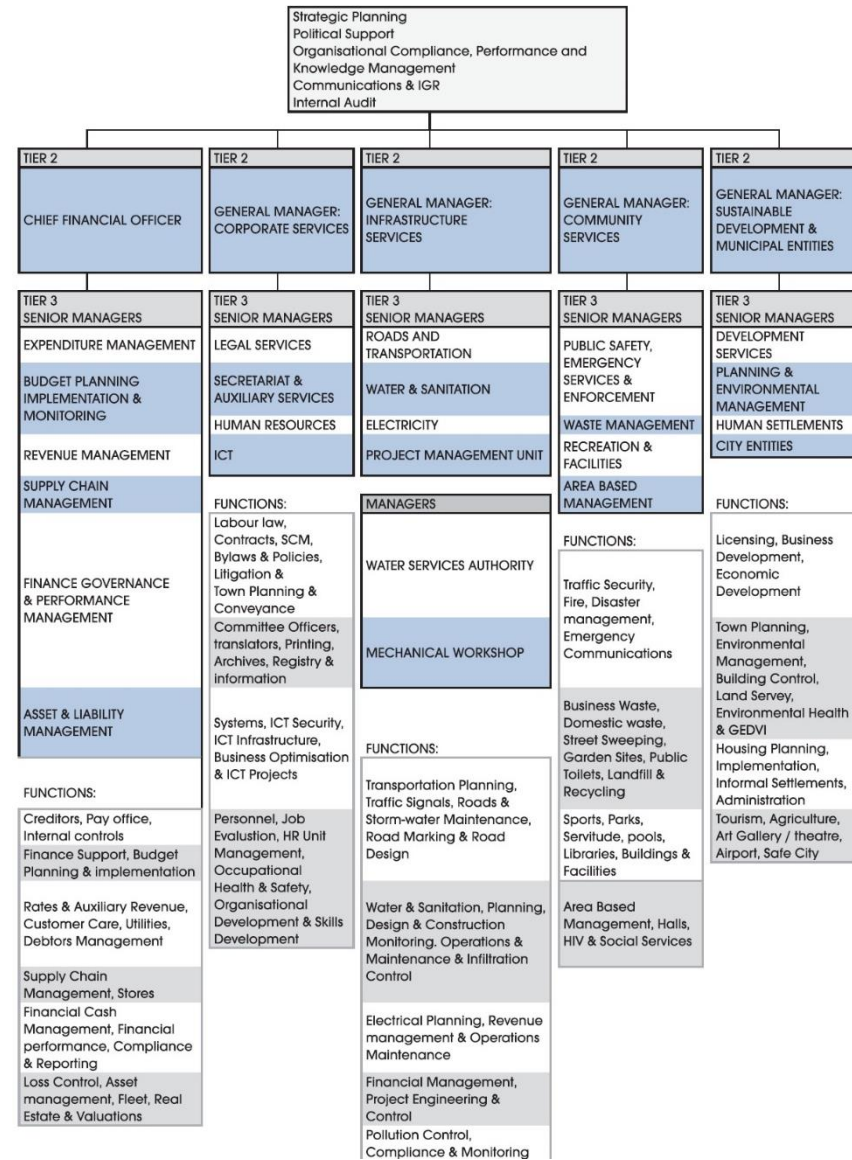 Strategic Planning
Political Support
Organisational Compliance, Performance and
Knowledge Management
Communications & IGR
Internal Audit
TIER 2
CHIEF FINANCIAL OFFICER
TIER 3
SENIOR MANAGERS
EXPENDITURE MANAGEMENT
BUDGET PLANNING
IMPLEMENTATION &
MONITORING
REVENUE MANAGEMENT
SUPPLY CHAIN
MANAGEMENT
FINANCE GOVERNANCE
& PERFORMANCE
MANAGEMENT
ASSET & LIABILITY
MANAGEMENT
FUNCTIONS:
Creditors, Pay office,
Internal controls
Finance Support, Budget
Planning & implementation
Rates & Auxiliary Revenue,
Customer Care, Utilities,
Debtors Management
Supply Chain
Management, Stores
Financial Cash
Management, Financial
performance, Compliance
& Reporting
Loss Control, Asset
management, Fleet, Real
Estate & Valuations
TIER 2
GENERAL MANAGER:
CORPORATE SERVICES
TIER 3
SENIOR MANAGERS
LEGAL SERVICES
SECRETARIAT &
AUXILIARY SERVICES
HUMAN RESOURCES
ICT
FUNCTIONS:
Labour law,
Contracts, SCM,
Bylaws & Policies,
Litigation &
Town Planning &
Conveyance
Committee Officers,
translators, Printing,
Archives, Registry &
information
Systems, ICT Security,
ICT Infrastructure,
Business Optimisation
& ICT Projects
Personnel, Job
Evaluation, HR Unit
Management,
Occupational
Health & Safety,
Organisational
Development & Skills
Development
TIER 2
GENERAL MANAGER:
INFRASTRUCTURE
SERVICES
TIER 3
SENIOR MANAGERS
ROADS AND
TRANSPORTATION
WATER & SANITATION
ELECTRICITY
PROJECT MANAGEMENT UNIT
MANAGERS
WATER SERVICES AUTHORITY
MECHANICAL WORKSHOP
FUNCTIONS:
Transportation Planning,
Traffic Signals, Roads &
Storm-water Maintenance,
Road Marking & Road
Design
Water & Sanitation, Planning,
Design & Construction
Monitoring. Operations &
Maintenance & Infiltration
Control
Electrical Planning, Revenue
management & Operations
Maintenance
Financial Management,
Project Engineering &
Control
Pollution Control,
Compliance & Monitoring
TIER 2
GENERAL MANAGER:
COMMUNITY
SERVICES
TIER 3
SENIOR MANAGERS
PUBLIC SAFETY,
EMERGENCY
SERVICES &
ENFORCEMENT
WASTE MANAGEMENT
RECREATION &
FACILITIES
AREA BASED
MANAGEMENT
FUNCTIONS:
Traffic Security,
Fire, Disaster
management,
Emergency
Communications
Business Waste,
Domestic waste,
Street Sweeping,
Garden Sites, Public
Toilets, Landfill &
Recycling
Sports, Parks,
Servitude, pools,
Libraries, Buildings &
Facilities
Area Based
Management, Halls,
HIV & Social Services
TIER 2
GENERAL MANAGER:
SUSTAINABLE
DEVELOPMENT &
MUNICIPAL ENTITIES
TIER 3
SENIOR MANAGERS
DEVELOPMENT
SERVICES
PLANNING &
ENVIRONMENTAL
MANAGEMENT
HUMAN SETTLEMENTS
CITY ENTITIES
FUNCTIONS:
Licensing, Business
Development,
Economic
Development
Town Planning,
Environmental
Management,
Building Control,
Land Servey,
Environmental Health
& GEDVI
Housing Planning,
Implementation,
Informal Settlements,
Administration
Tourism, Agriculture,
Art Gallery / theatre,
Airport, Safe City